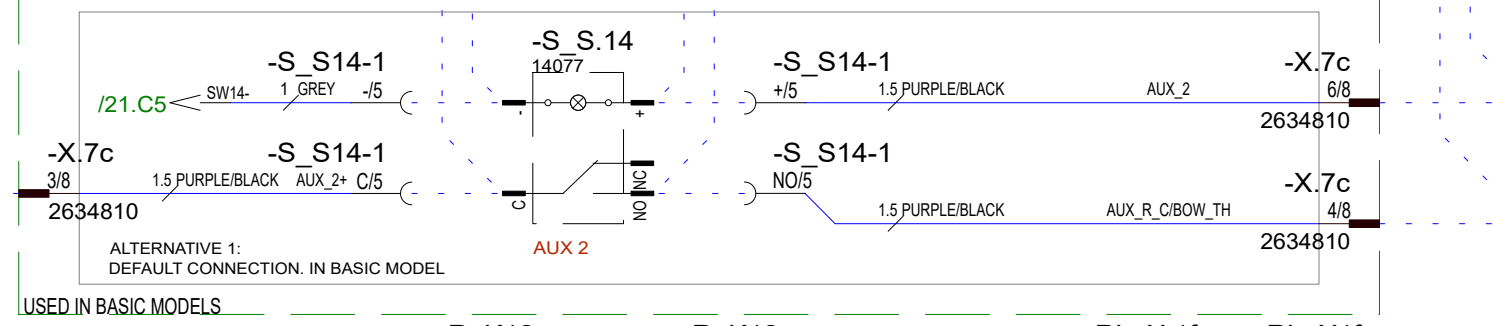 -S_S14-1
-S_S.14
14077
-S_S14-1
-X.7c
/21.C5
SW14-
1 GREY
-/5
-
+
+/5
1.5 PURPLE/BLACK
AUX_2
6/8
2634810
-X.7c
-S_S14-1
-S_S14-1
3/8
1.5 PURPLE/BLACK
AUX_2+
C/5
C
NO
NC
NO/5
-X.7c
2634810
1.5 PURPLE/BLACK
AUX_R_C/BOW_TH
4/8
2634810
ALTERNATIVE 1:
AUX 2
DEFAULT CONNECTION. IN BASIC MODEL
USED IN BASIC MODELS